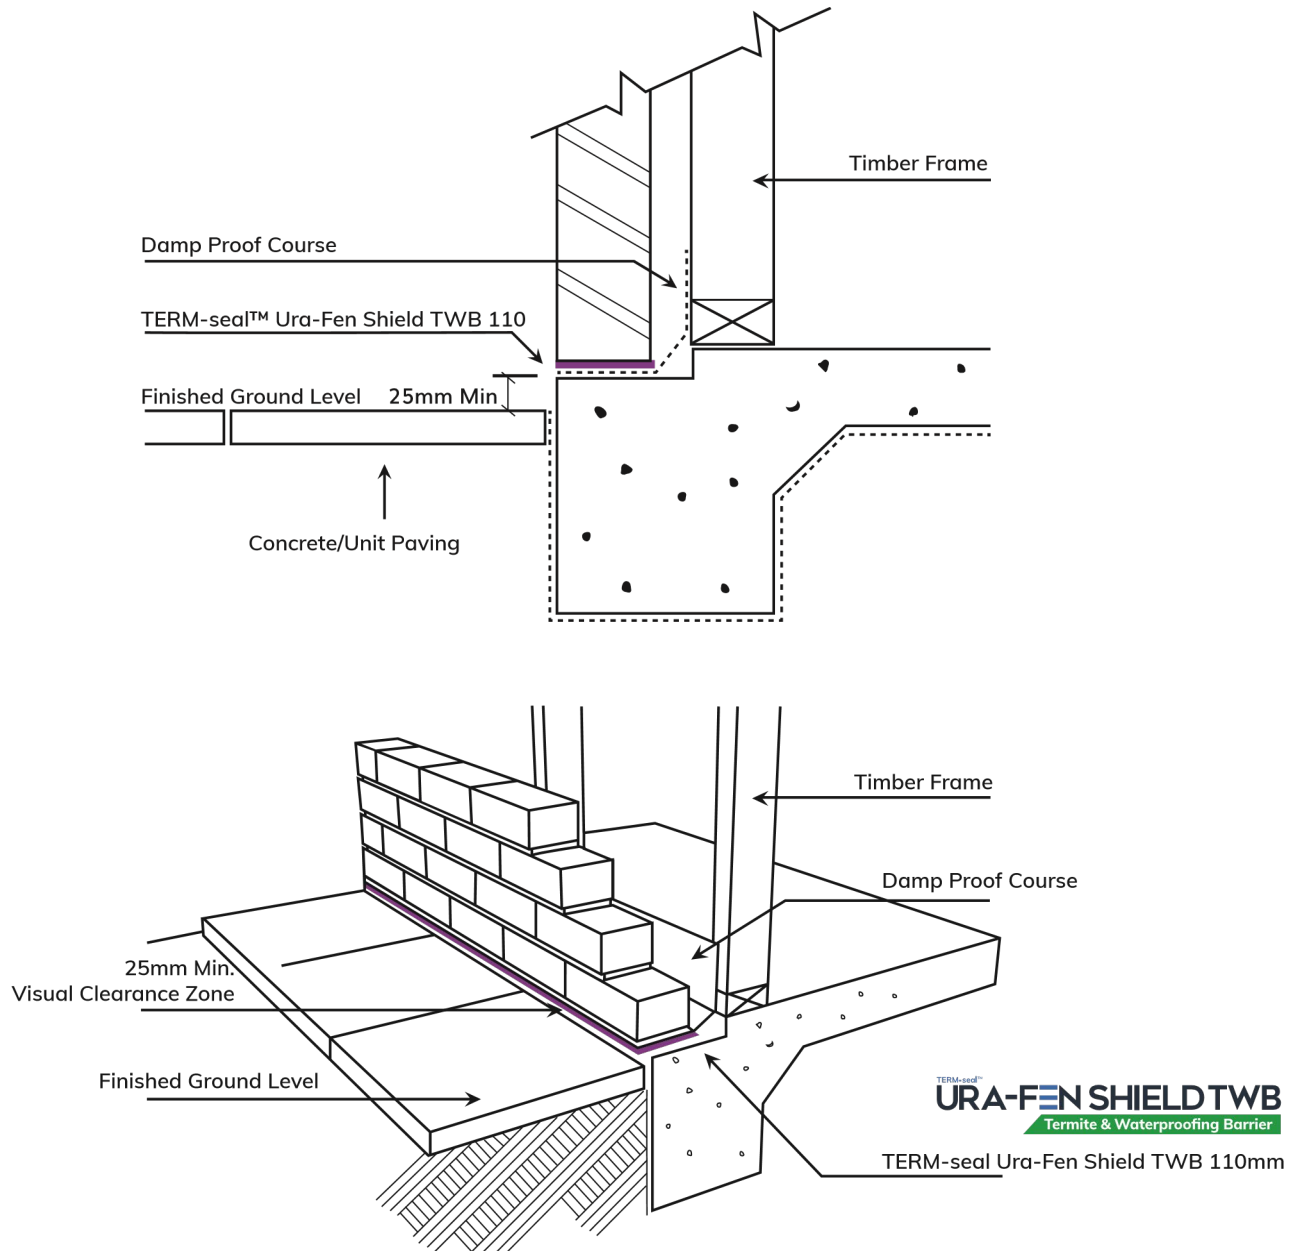 Timber Frame
Damp Proof Course
TERM-seal™ Ura-Fen Shield TWB 110
Finished Ground Level 25mm Min
Concrete/Unit Paving
Timber Frame
Damp Proof Course
25mm Min.
Visual Clearance Zone
Finished Ground Level
TERM-seal™
URA-FEN SHIELD TWB
Termite & Waterproofing Barrier
TERM-seal Ura-Fen Shield TWB 110mm